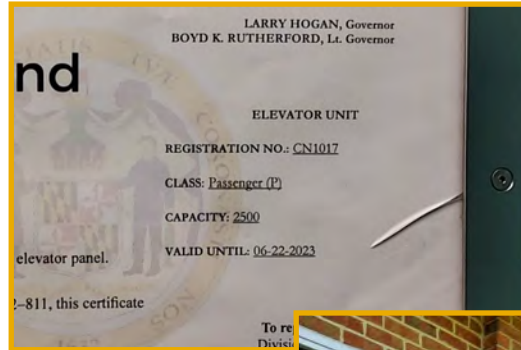 LARRY HOGAN, Governor
BOYD K. RUTHERFORD, Lt. Governor
nd
ELEVATOR UNIT
REGISTRATION NO.: CN1017
CLASS: Passenger (P)
CAPACITY: 2500
VALID UNTIL: 06-22-2023
elevator panel.
2–811, this certificate
To re
Divisi